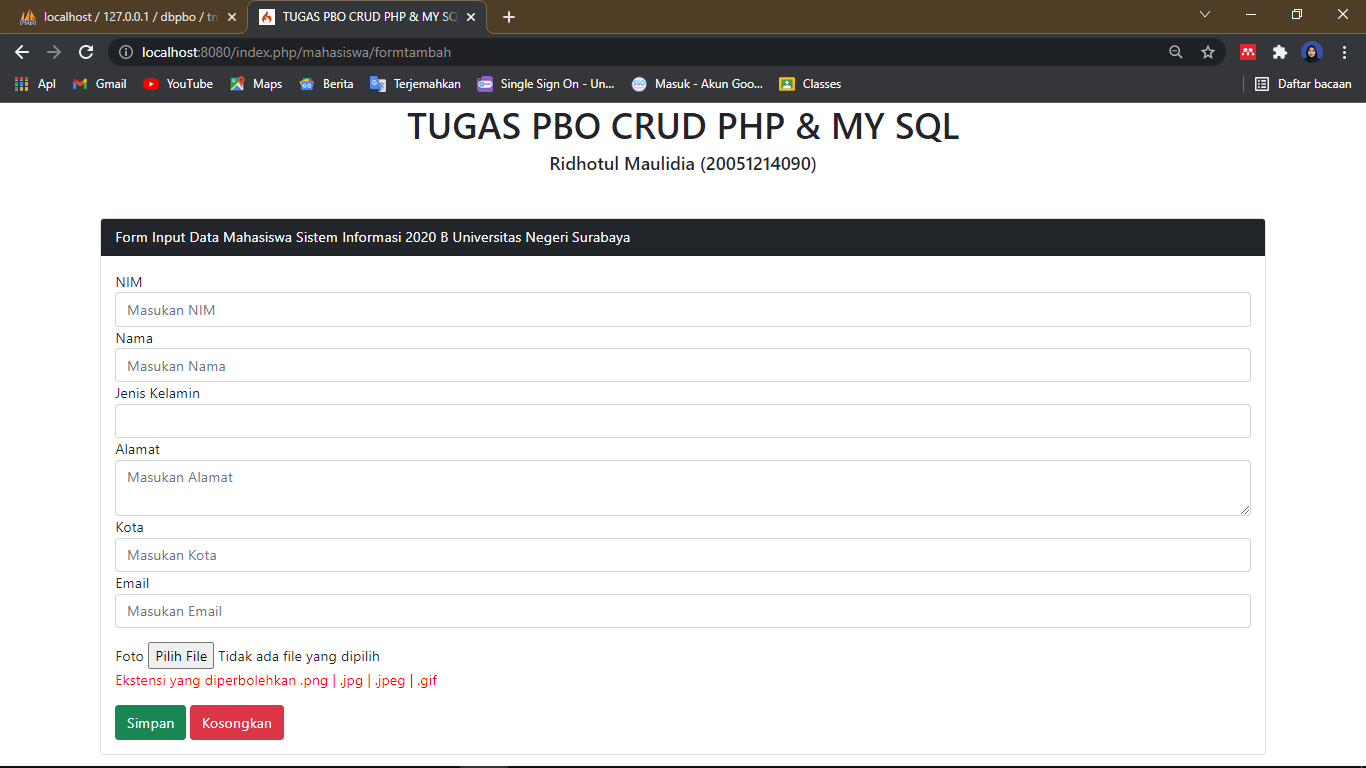 localhost / 127.0.0.1 / dbpbo / tm
TUGAS PBO CRUD PHP & MY SQ
localhost:8080/index.php/mahasiswa/formtambah
Apl Gmail YouTube Maps Berita Terjemahkan Single Sign On - Un... Masuk - Akun Goo... Classes Daftar bacaan
TUGAS PBO CRUD PHP & MY SQL
Ridhotul Maulidia (20051214090)
Form Input Data Mahasiswa Sistem Informasi 2020 B Universitas Negeri Surabaya
NIM
Masukan NIM
Nama
Masukan Nama
Jenis Kelamin
Alamat
Masukan Alamat
Kota
Masukan Kota
Email
Masukan Email
Foto Pilih File Tidak ada file yang dipilih
Ekstensi yang diperbolehkan .png | .jpg | .jpeg | .gif
Simpan Kosongkan